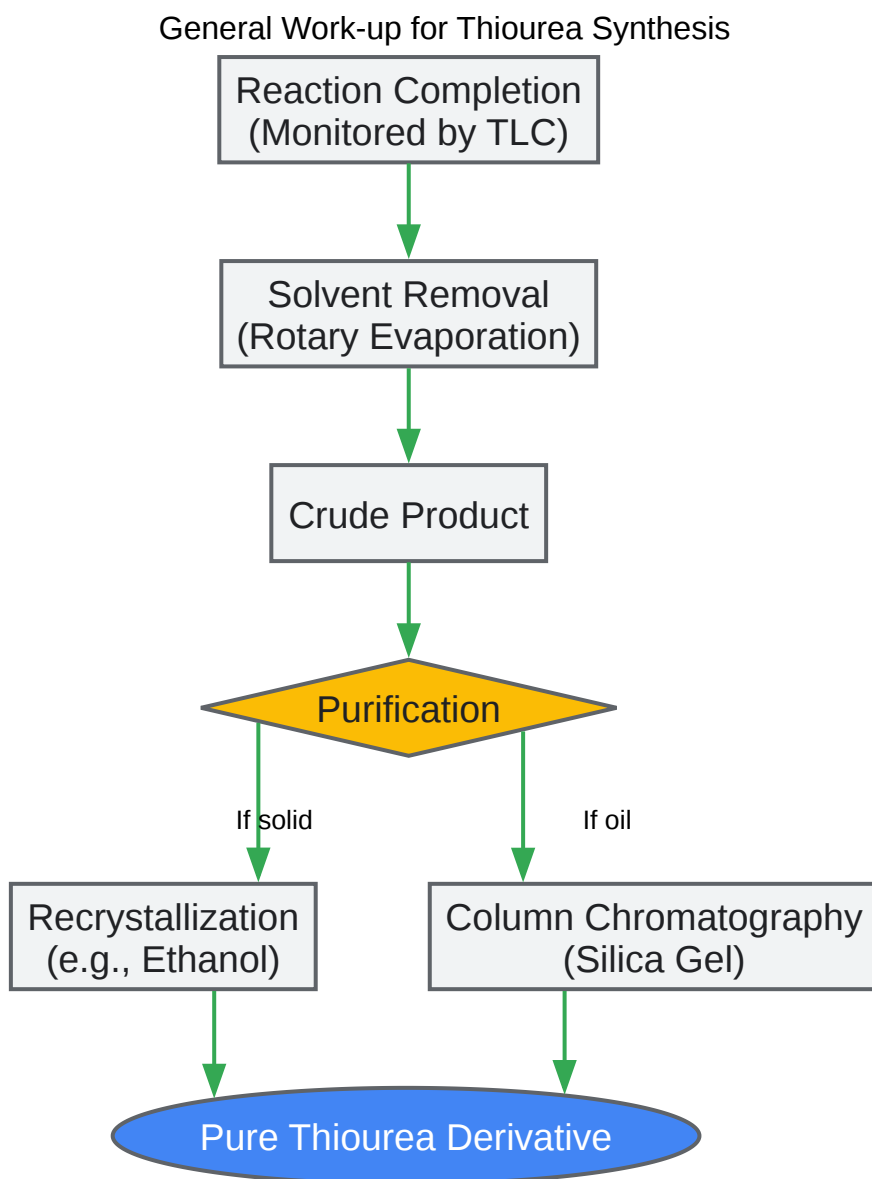 General Work-up for Thiourea Synthesis
Reaction Completion
(Monitored by TLC)
Solvent Removal
(Rotary Evaporation)
Crude Product
Purification
If solid
If oil
Recrystallization
(e.g., Ethanol)
Column Chromatography
(Silica Gel)
Pure Thiourea Derivative